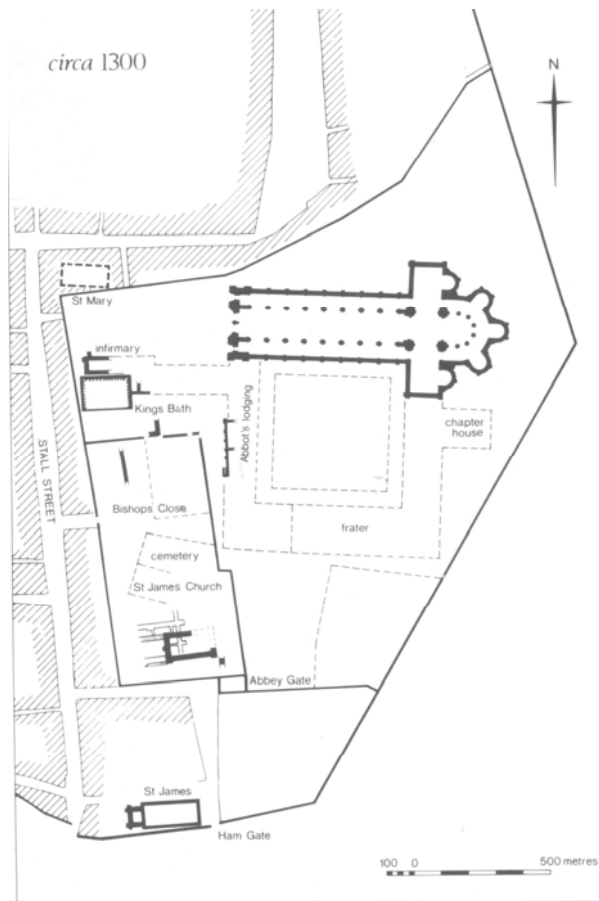 circa 1300
N
St Mary
infirmary
Kings Bath
Abbot's lodging
chapter
house
STALL STREET
Bishops Close
frater
cemetery
St James Church
Abbey Gate
St James
Ham Gate
100 0 500 metres